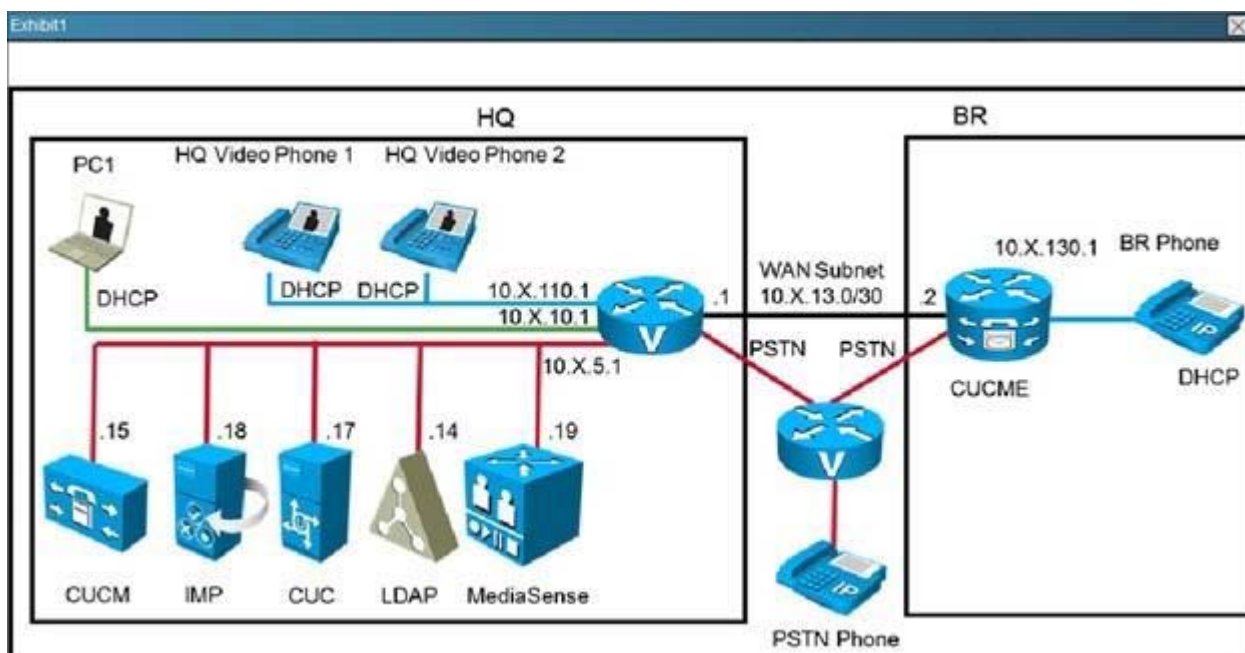 Exhibit1
HQ
BR
PC1
HQ Video Phone 1
HQ Video Phone 2
DHCP
DHCP
DHCP
10.X.110.1
10.X.10.1
10.X.5.1
.1
WAN Subnet
10.X.13.0/30
.2
10.X.130.1
BR Phone
V
PSTN
PSTN
CUCME
IP
DHCP
.15
.18
.17
.14
.19
V
CUCM
IMP
CUC
LDAP
MediaSense
IP
PSTN Phone